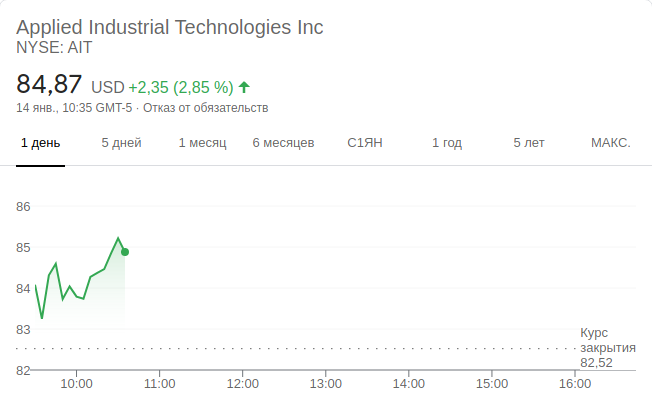 Applied Industrial Technologies Inc
NYSE: AIT
84,87 USD +2,35 (2,85 %)
14 янв., 10:35 GMT-5 · Отказ от обязательств
1 день 5 дней 1 месяц 6 месяцев С1ЯН 1 год 5 лет МАКС.
86
85
84
83
Курс
закрытия
82,52
82
10:00 11:00 12:00 13:00 14:00 15:00 16:00